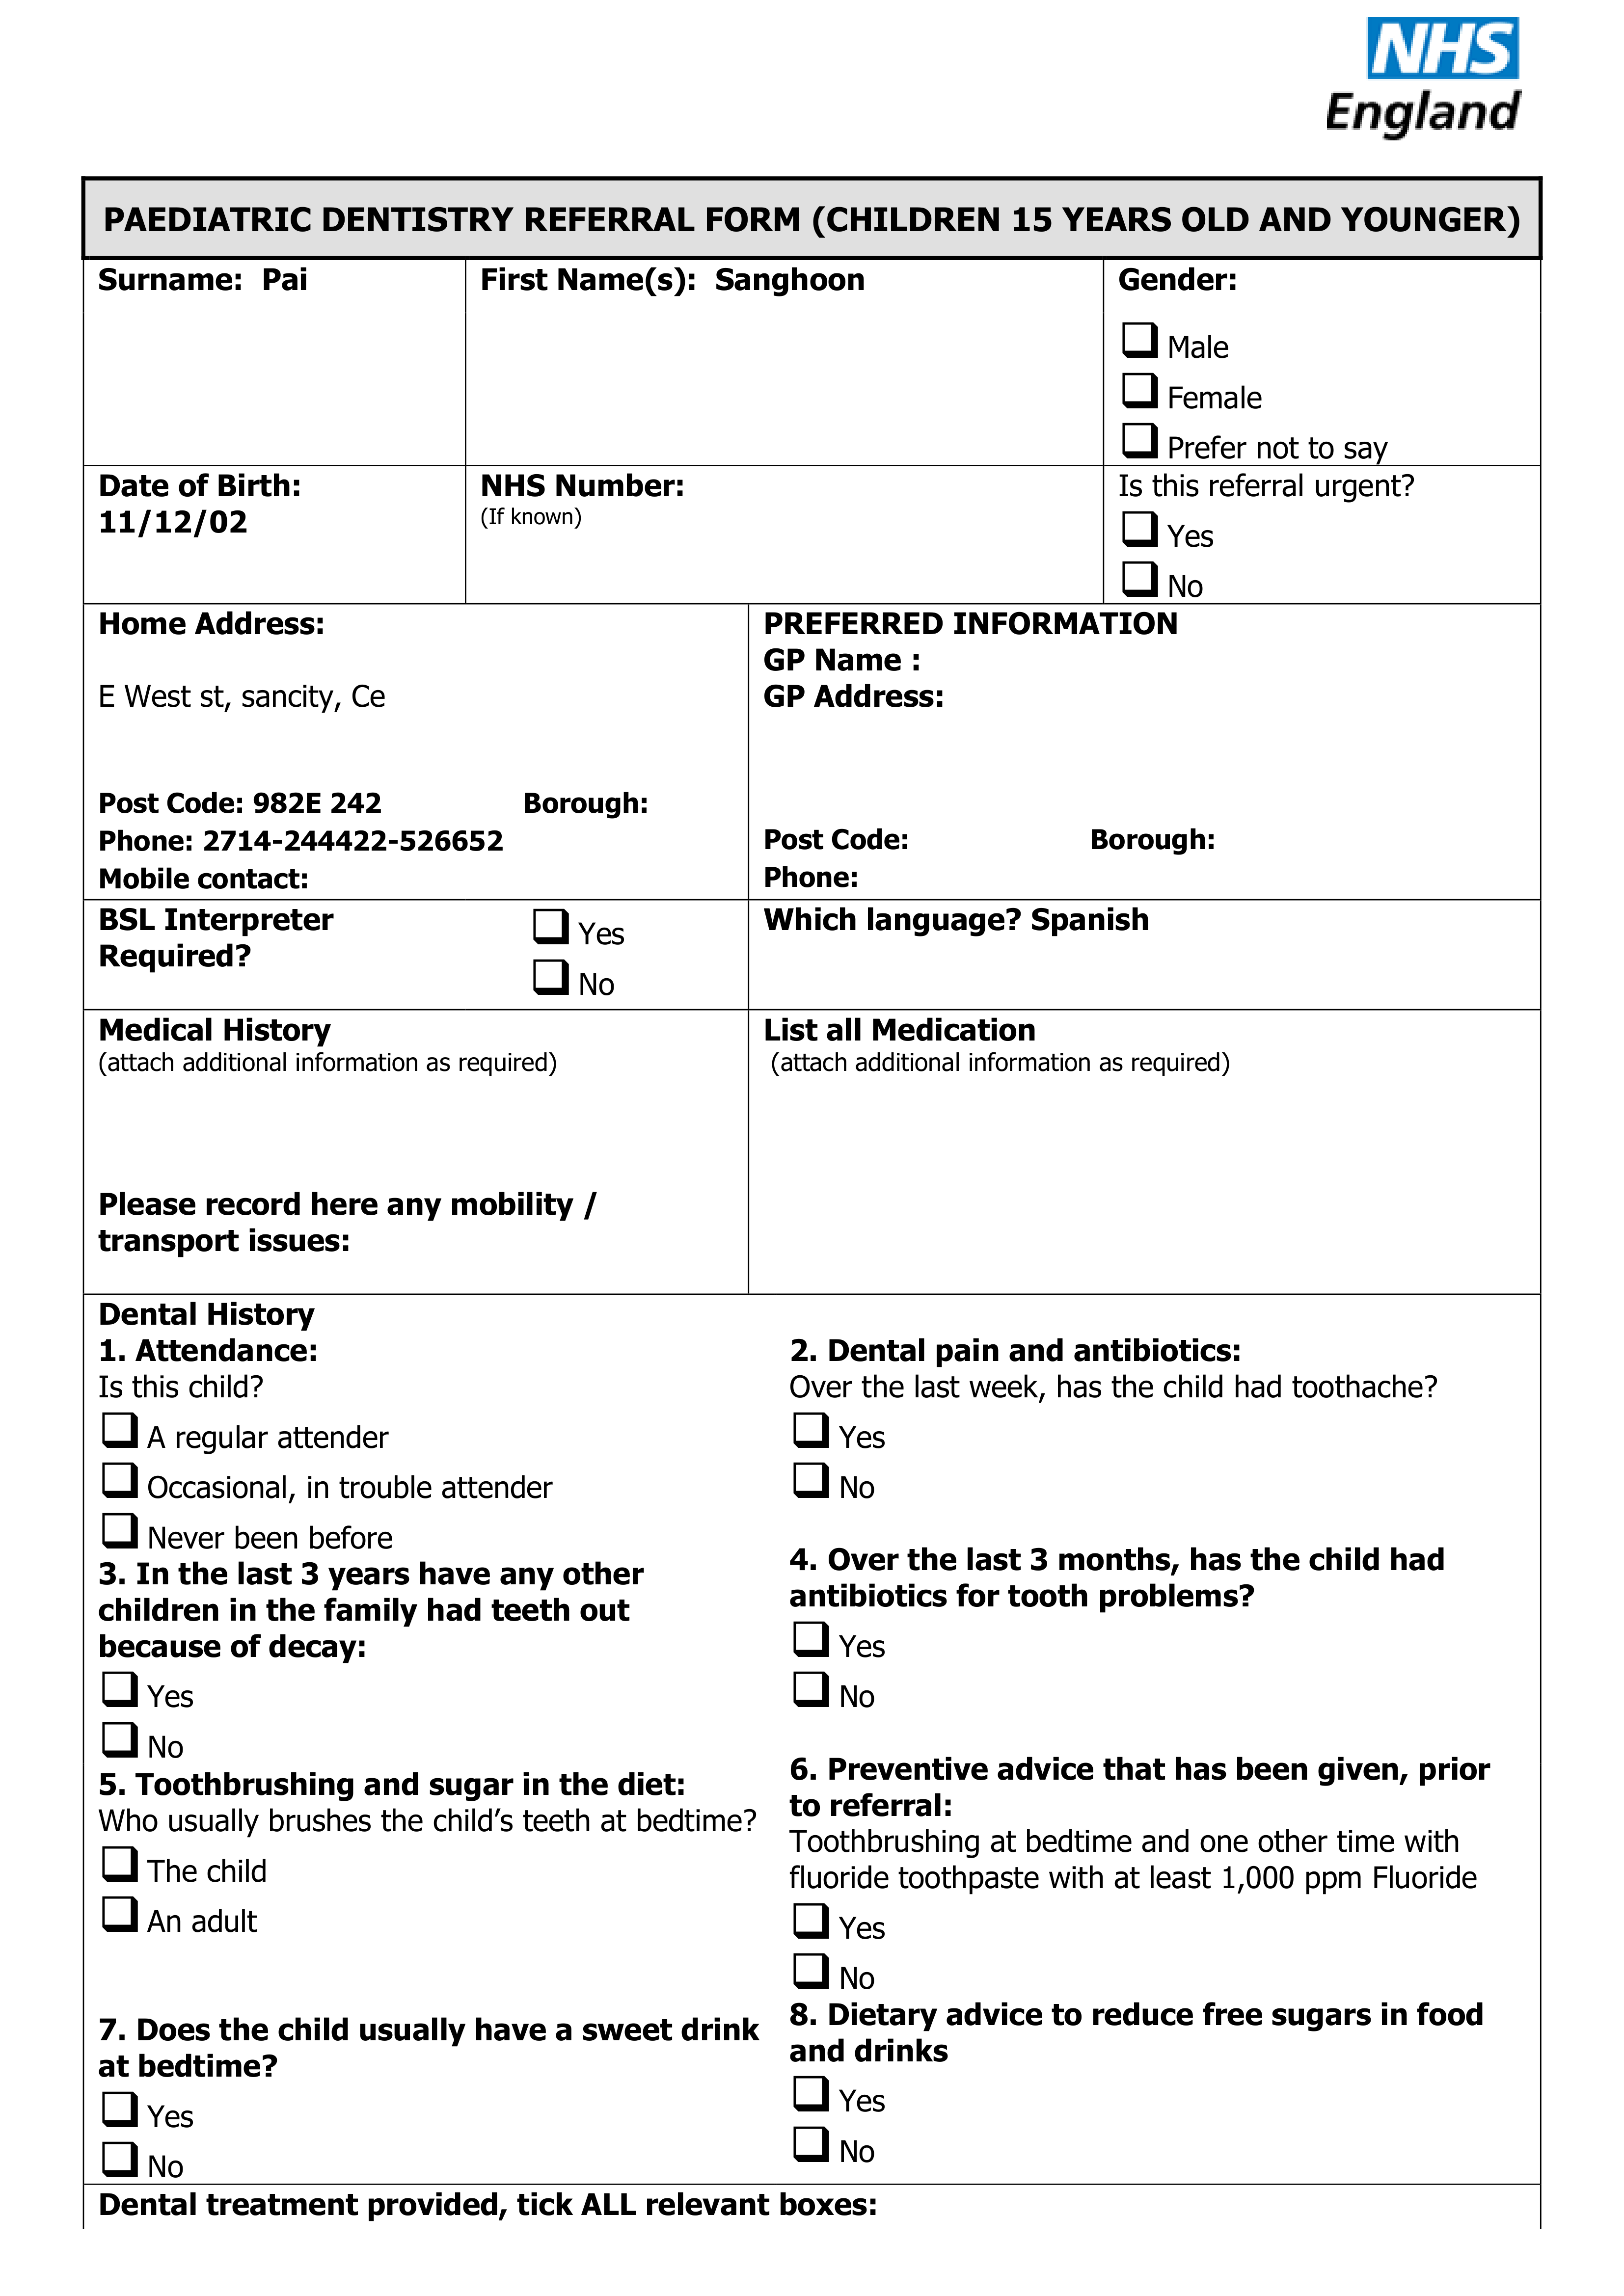 NHS
England
PAEDIATRIC DENTISTRY REFERRAL FORM (CHILDREN 15 YEARS OLD AND YOUNGER)
Surname: Pai
First Name(s): Sanghoon
Gender:
Male
Female
Prefer not to say
Date of Birth:
11/12/02
NHS Number:
(If known)
Is this referral urgent?
Yes
No
Home Address:
E West st, sancity, Ce
Post Code: 982E 242 Borough:
Phone: 2714-244422-526652
Mobile contact:
PREFERRED INFORMATION
GP Name :
GP Address:
Post Code: Borough:
Phone:
BSL Interpreter
Required?
Yes
No
Which language? Spanish
Medical History
(attach additional information as required)
Please record here any mobility /
transport issues:
List all Medication
(attach additional information as required)
Dental History
1. Attendance:
Is this child?
A regular attender
Occasional, in trouble attender
Never been before
2. Dental pain and antibiotics:
Over the last week, has the child had toothache?
Yes
No
3. In the last 3 years have any other
children in the family had teeth out
because of decay:
Yes
No
4. Over the last 3 months, has the child had
antibiotics for tooth problems?
Yes
No
5. Toothbrushing and sugar in the diet:
Who usually brushes the child’s teeth at bedtime?
The child
An adult
6. Preventive advice that has been given, prior
to referral:
Toothbrushing at bedtime and one other time with
fluoride toothpaste with at least 1,000 ppm Fluoride
Yes
No
7. Does the child usually have a sweet drink
at bedtime?
Yes
No
8. Dietary advice to reduce free sugars in food
and drinks
Yes
No
Dental treatment provided, tick ALL relevant boxes: